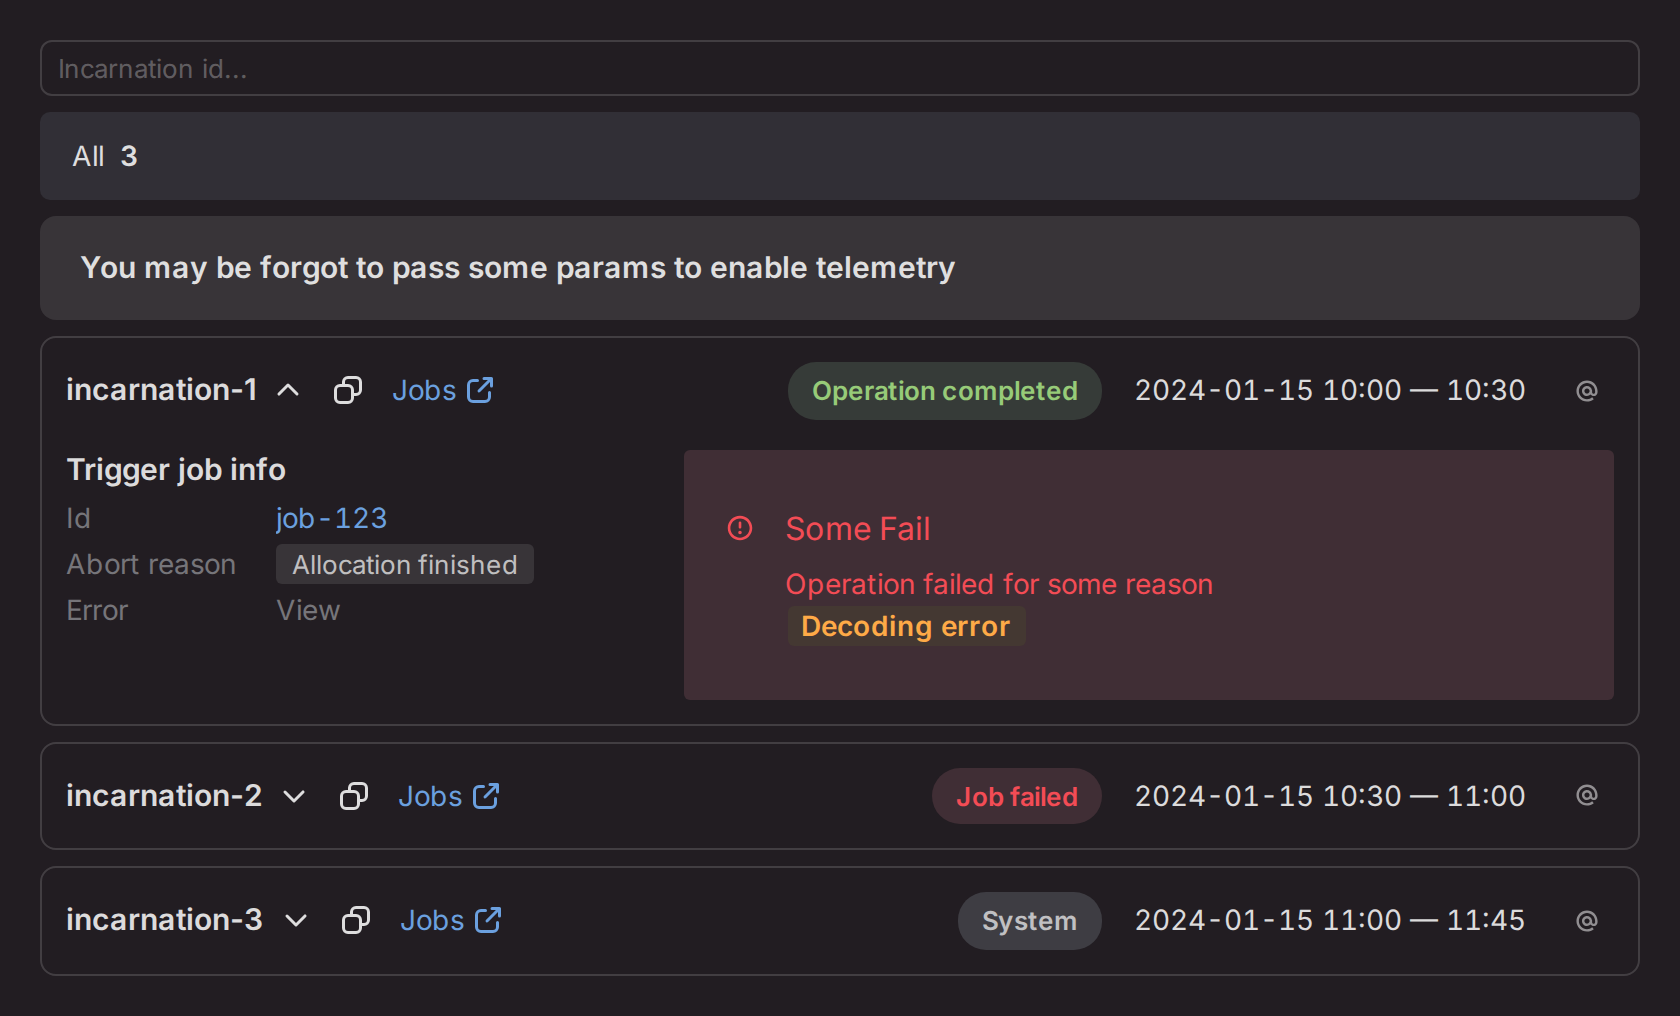 Incarnation id...
All 3
You may be forgot to pass some params to enable telemetry
incarnation-1 Jobs Operation completed 2024-01-15 10:00 — 10:30 @
Trigger job info
Id job-123
Abort reason Allocation finished
Error View
Some Fail
Operation failed for some reason
Decoding error
incarnation-2 Jobs Job failed 2024-01-15 10:30 — 11:00 @
incarnation-3 Jobs System 2024-01-15 11:00 — 11:45 @